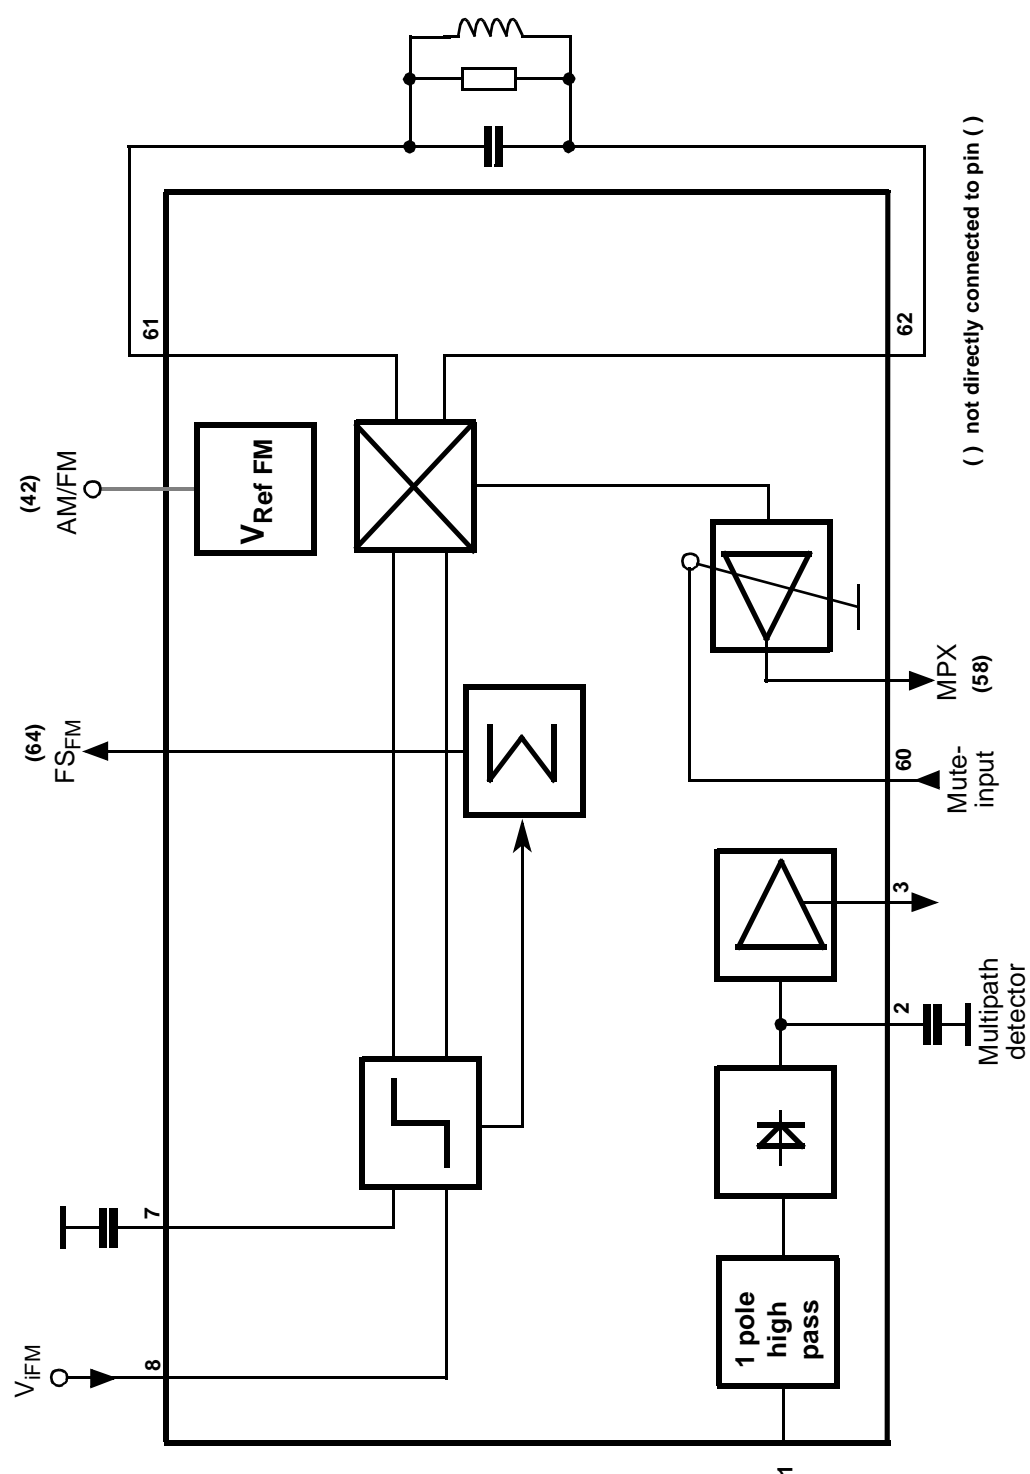 V_iFM
8
7
(64)
FS_FM
(42)
AM/FM
61
V_Ref FM
Σ
1 pole
high
pass
1
2
Multipath
detector
3
60
Mute-
input
MPX
(58)
62
( ) not directly connected to pin ( )